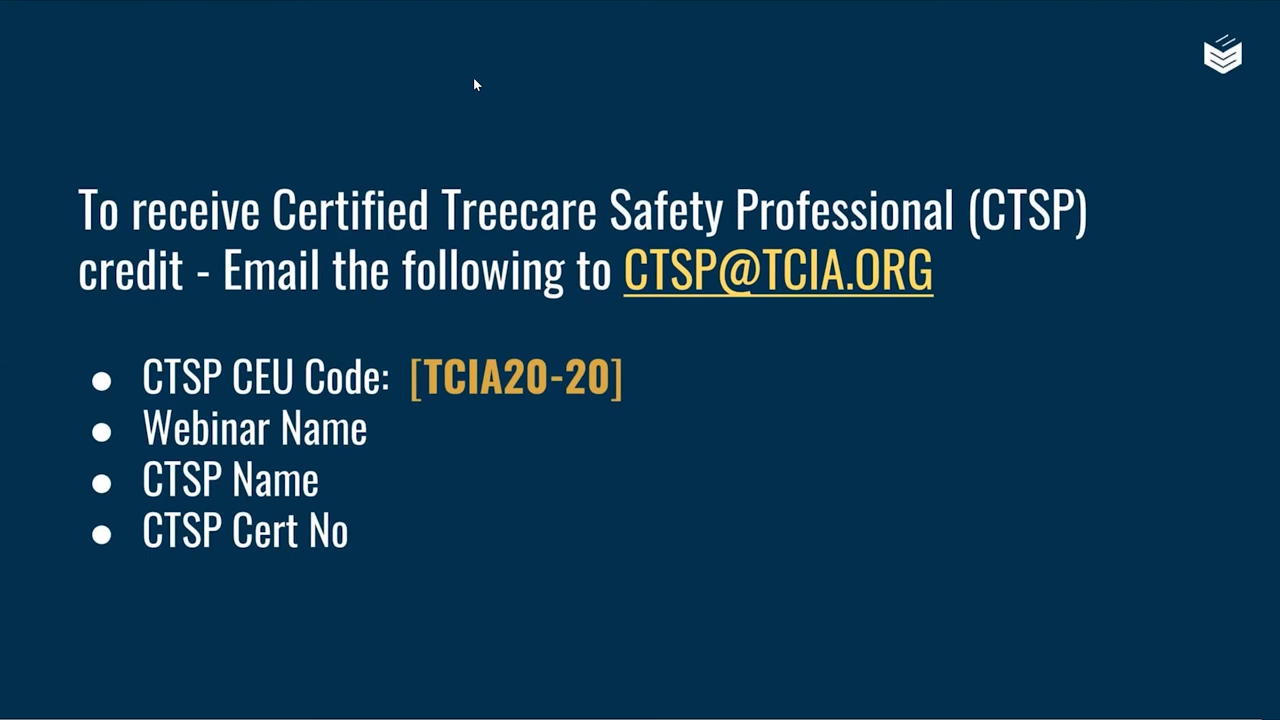 To receive Certified Treecare Safety Professional (CTSP)
credit - Email the following to CTSP@TCIA.ORG
● CTSP CEU Code: [TCIA20-20]
● Webinar Name
● CTSP Name
● CTSP Cert No